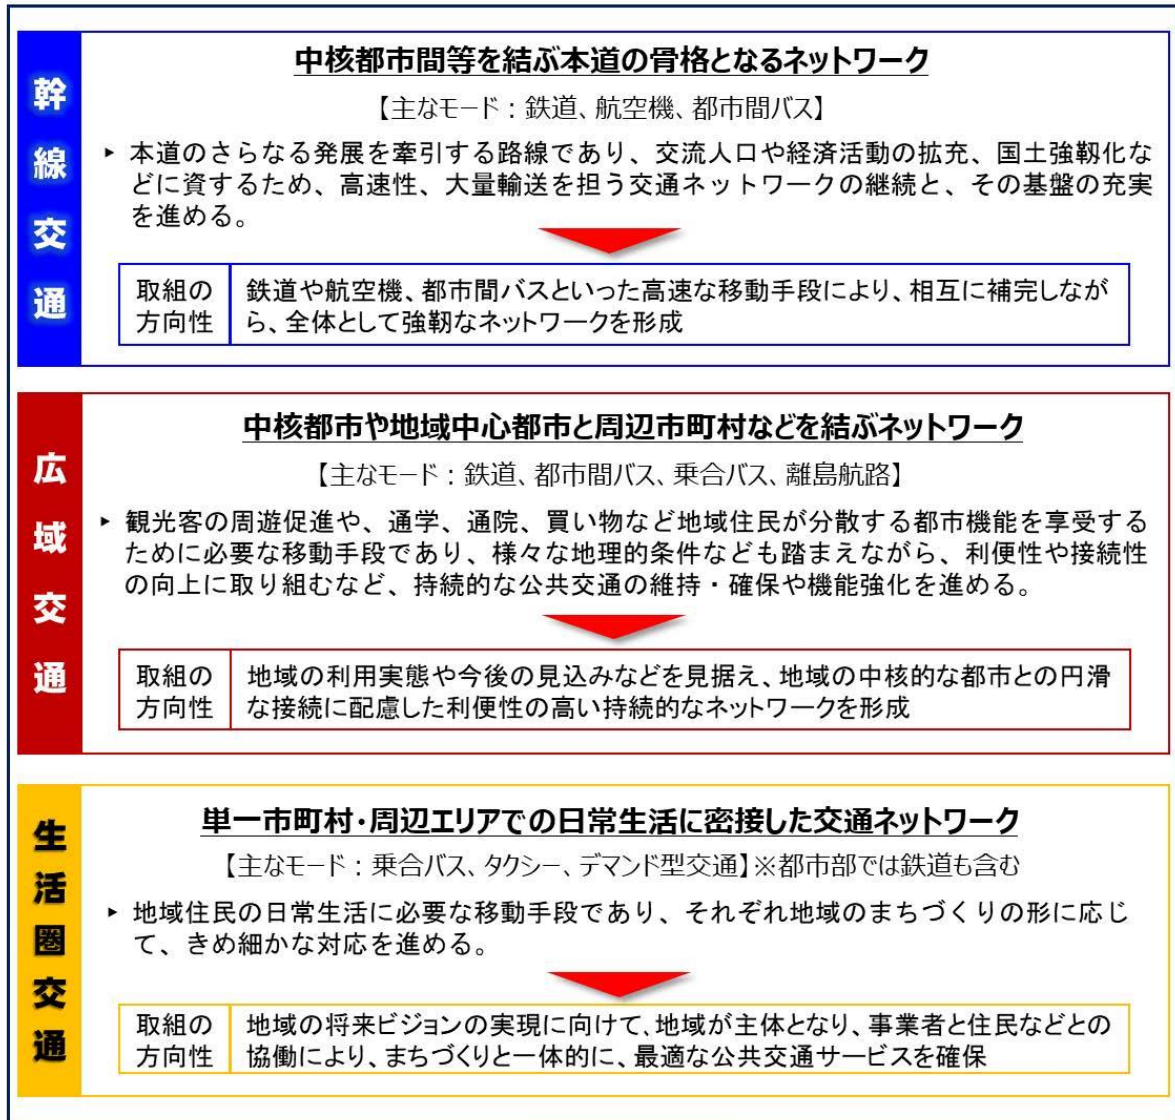 幹線交通
中核都市間等を結ぶ本道の骨格となるネットワーク
【主なモード：鉄道、航空機、都市間バス】
▶ 本道のさらなる発展を牽引する路線であり、交流人口や経済活動の拡充、国土強靱化な
どに資するため、高速性、大量輸送を担う交通ネットワークの継続と、その基盤の充実
を進める。
取組の
方向性
鉄道や航空機、都市間バスといった高速な移動手段により、相互に補完しなが
ら、全体として強靭なネットワークを形成
広域交通
中核都市や地域中心都市と周辺市町村などを結ぶネットワーク
【主なモード：鉄道、都市間バス、乗合バス、離島航路】
▶ 観光客の周遊促進や、通学、通院、買い物など地域住民が分散する都市機能を享受する
ために必要な移動手段であり、様々な地理的条件なども踏まえながら、利便性や接続性
の向上に取り組むなど、持続的な公共交通の維持・確保や機能強化を進める。
取組の
方向性
地域の利用実態や今後の見込みなどを見据え、地域の中核的な都市との円滑
な接続に配慮した利便性の高い持続的なネットワークを形成
生活圏交通
単一市町村・周辺エリアでの日常生活に密接した交通ネットワーク
【主なモード：乗合バス、タクシー、デマンド型交通】※都市部では鉄道も含む
▶ 地域住民の日常生活に必要な移動手段であり、それぞれ地域のまちづくりの形に応じ
て、きめ細かな対応を進める。
取組の
方向性
地域の将来ビジョンの実現に向けて、地域が主体となり、事業者と住民などとの
協働により、まちづくりと一体的に、最適な公共交通サービスを確保